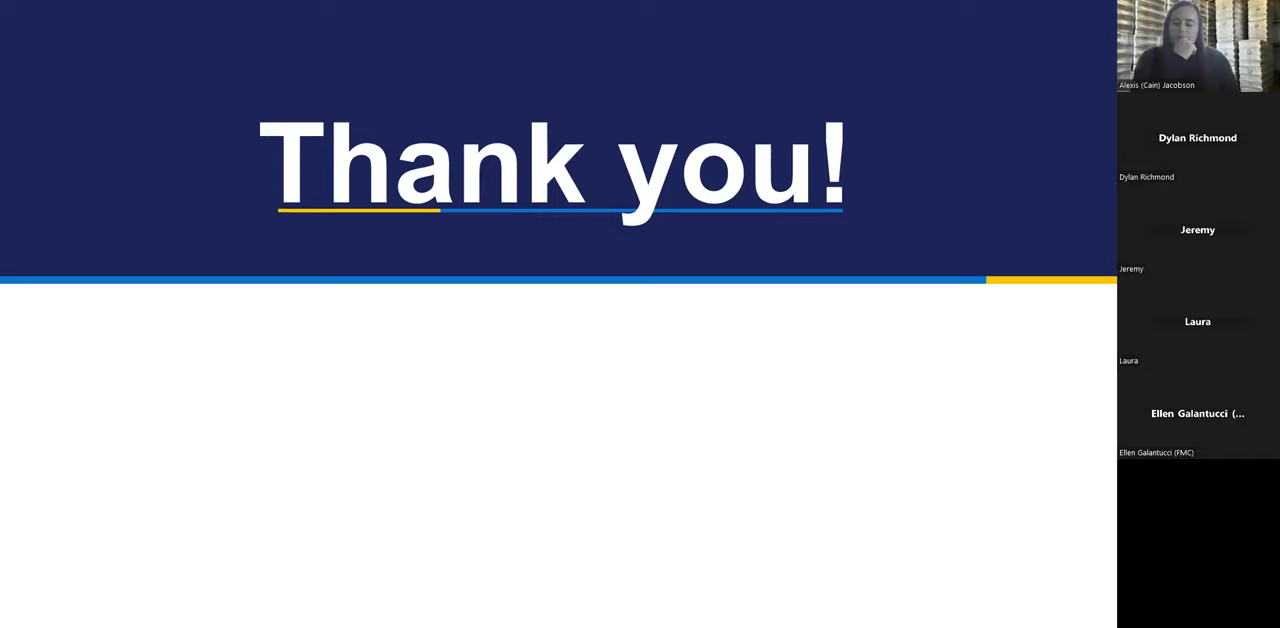 Thank you!
Alexis (Cain) Jacobson
Dylan Richmond
Dylan Richmond
Jeremy
Jeremy
Laura
Laura
Ellen Galantucci (...
Ellen Galantucci (FMC)